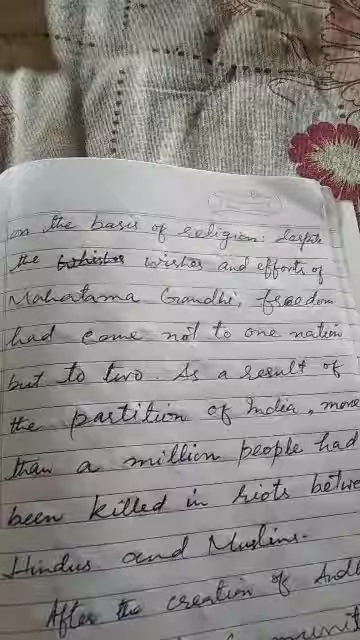 on the basis of religion: despite
the wishes and efforts of
Mahatama Gandhi, freedom
had come not to one nation
but to two. As a result of
the partition of India, more
than a million people had
been killed in riots betwe
Hindus and Muslims.
After the creation of Andh